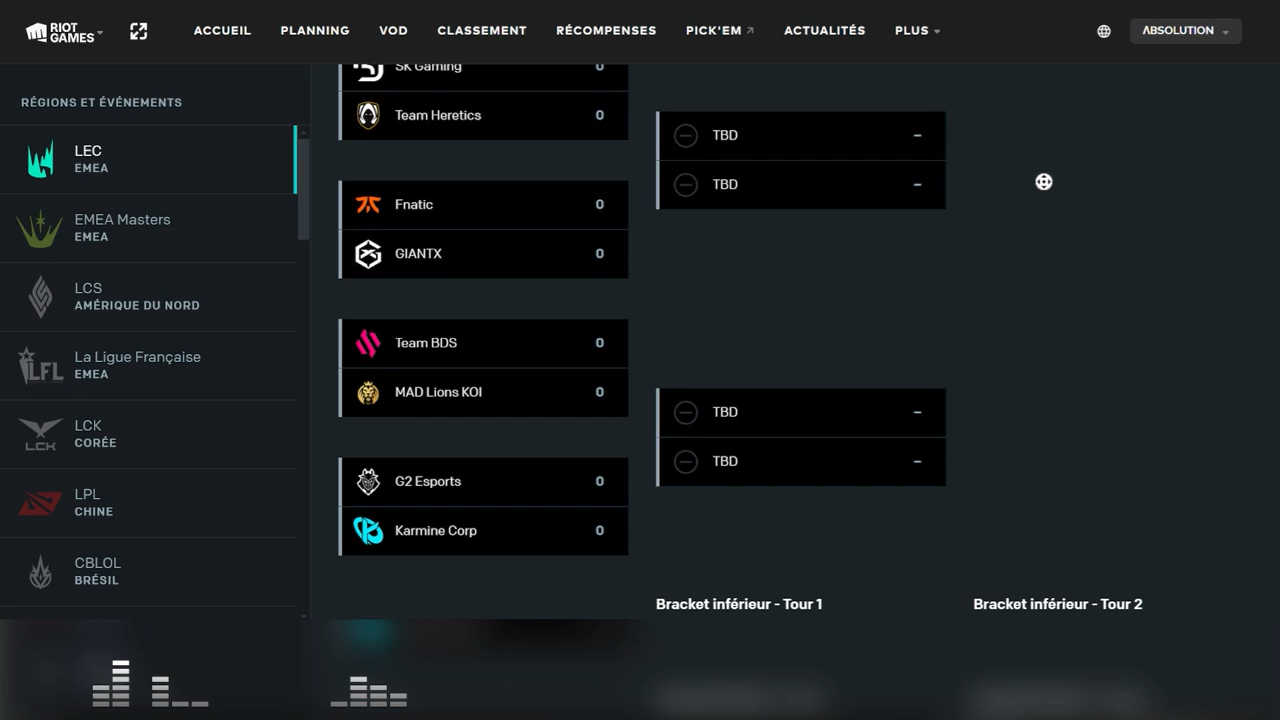 RIOT GAMES
ACCUEIL
PLANNING
VOD
CLASSEMENT
RÉCOMPENSES
PICK'EM
ACTUALITÉS
PLUS
ABSOLUTION
RÉGIONS ET ÉVÉNEMENTS
LEC
EMEA
EMEA Masters
EMEA
LCS
AMÉRIQUE DU NORD
LFL
La Ligue Française
EMEA
LCK
LCK
CORÉE
LPL
CHINE
CBLOL
BRÉSIL
SK Gaming 0
Team Heretics 0
Fnatic 0
GIANTX 0
Team BDS 0
MAD Lions KOI 0
G2 Esports 0
Karmine Corp 0
TBD –
TBD –
TBD –
TBD –
Bracket inférieur - Tour 1
Bracket inférieur - Tour 2